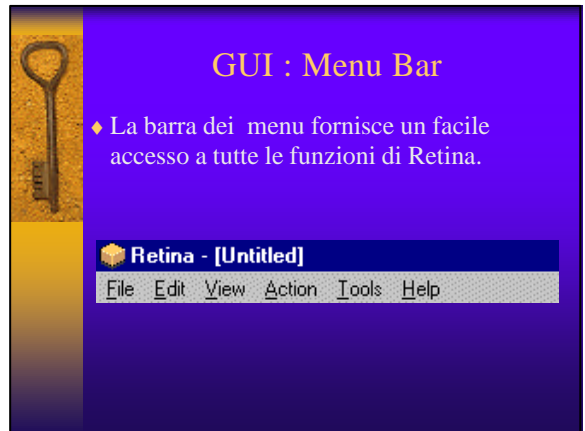 GUI : Menu Bar
La barra dei menu fornisce un facile
accesso a tutte le funzioni di Retina.
Retina - [Untitled]
File Edit View Action Tools Help